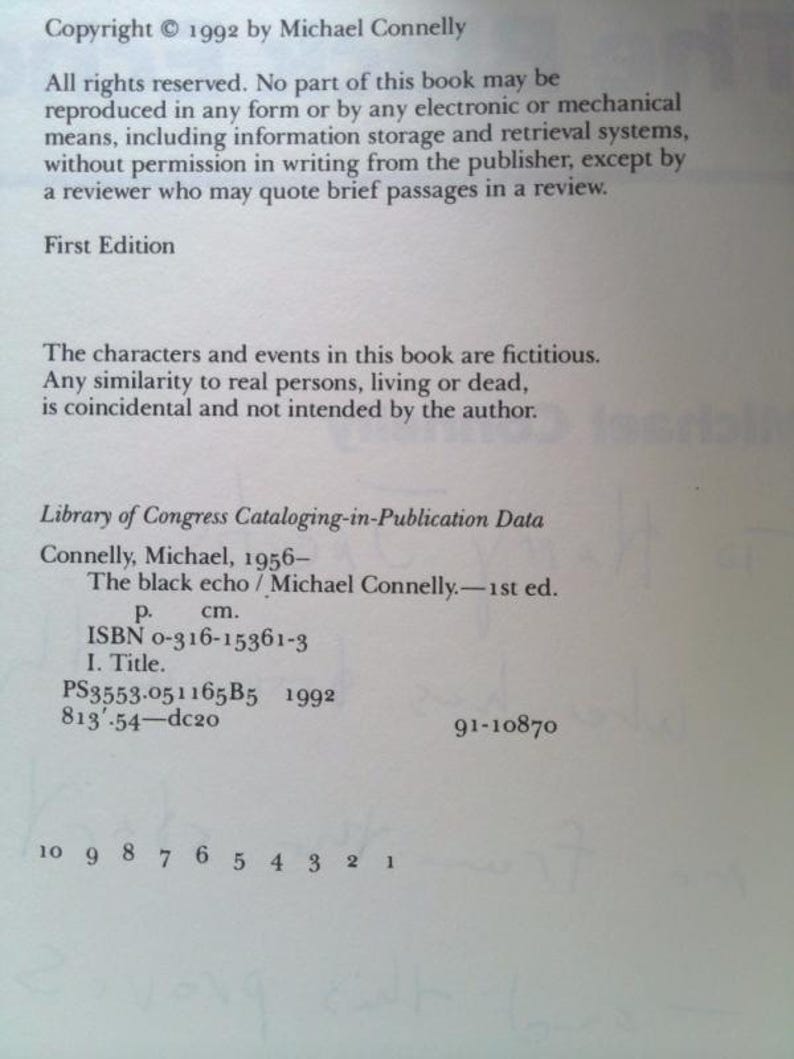 Copyright © 1992 by Michael Connelly
All rights reserved. No part of this book may be
reproduced in any form or by any electronic or mechanical
means, including information storage and retrieval systems,
without permission in writing from the publisher, except by
a reviewer who may quote brief passages in a review.
First Edition
The characters and events in this book are fictitious.
Any similarity to real persons, living or dead,
is coincidental and not intended by the author.
Library of Congress Cataloging-in-Publication Data
Connelly, Michael, 1956–
The black echo / Michael Connelly.—1st ed.
p. cm.
ISBN 0-316-15361-3
I. Title.
PS3553.051165B5 1992
813′.54—dc20
91-10870
10 9 8 7 6 5 4 3 2 1